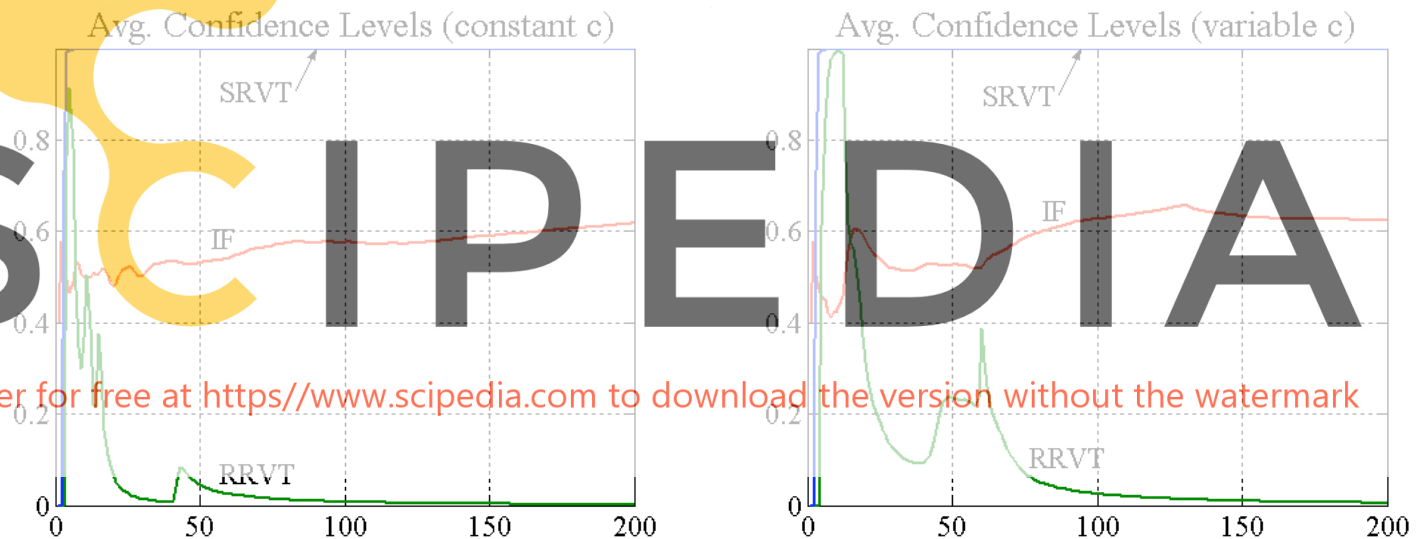 Avg. Confidence Levels (constant c)
SRVT
0.8
0.6
IF
0.4
0.2
RRVT
0
0 50 100 150 200
Avg. Confidence Levels (variable c)
SRVT
0.8
0.6
IF
0.4
0.2
RRVT
0
0 50 100 150 200
SCIPEDIA
er for free at https//www.scipedia.com to download the version without the watermark